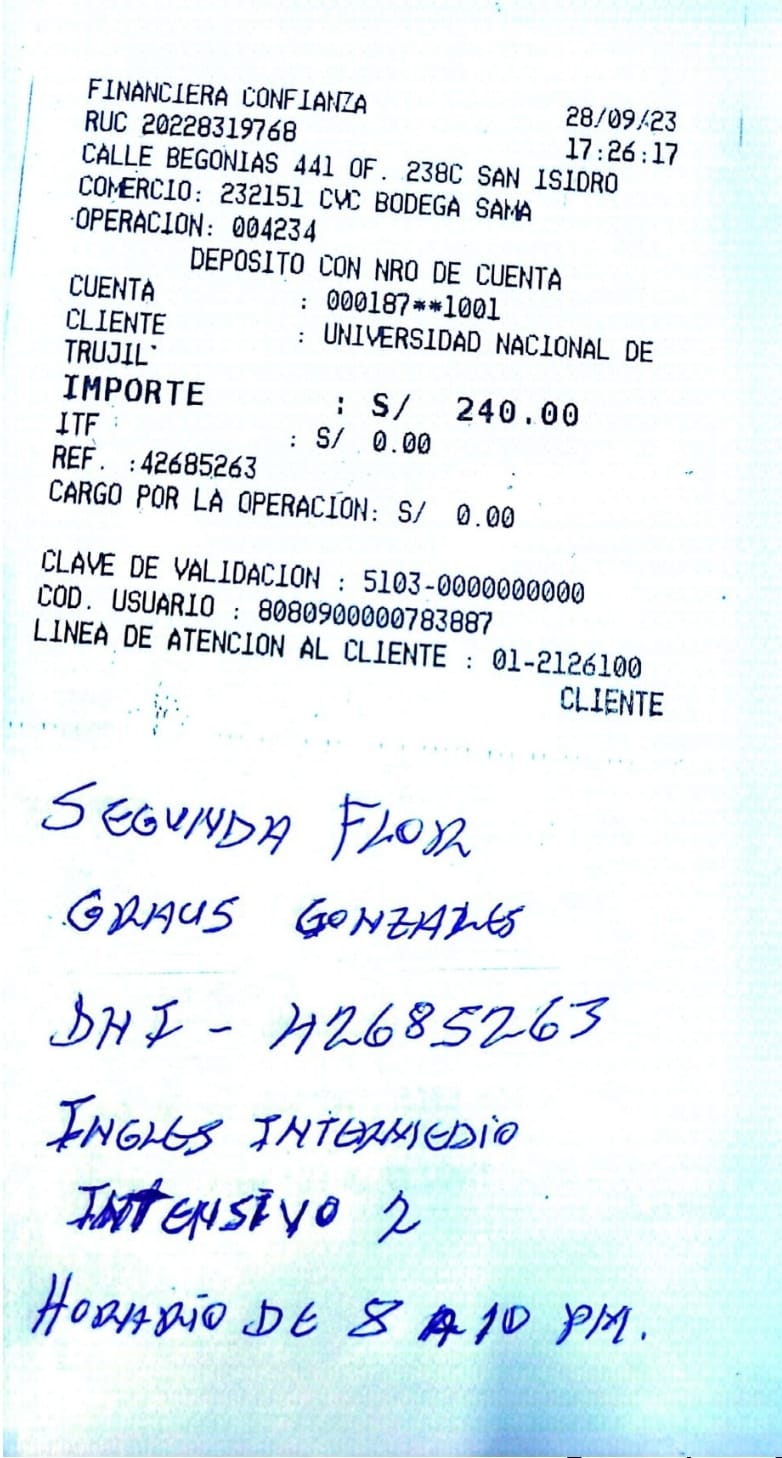 FINANCIERA CONFIANZA 28/09/23
RUC 20228319768 17:26:17
CALLE BEGONIAS 441 OF. 238C SAN ISIDRO
COMERCIO: 232151 CVC BODEGA SAMA
OPERACION: 004234
DEPOSITO CON NRO DE CUENTA
CUENTA : 000187**1001
CLIENTE : UNIVERSIDAD NACIONAL DE
TRUJIL
IMPORTE : S/ 240.00
ITF : S/ 0.00
REF. :42685263
CARGO POR LA OPERACION: S/ 0.00
CLAVE DE VALIDACION : 5103-0000000000
COD. USUARIO : 8080900000783887
LINEA DE ATENCION AL CLIENTE : 01-2126100
CLIENTE
SEGUNDA FLOR
GRAUS GONZALES
DNI - 42685263
INGLES INTERMEDIO
INTENSIVO 2
HORARIO DE 8 A 10 PM.